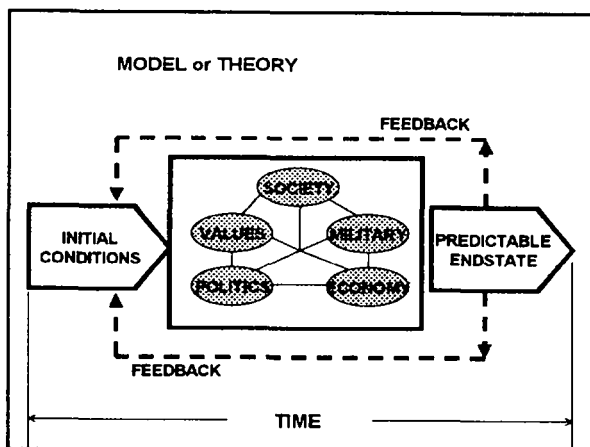 MODEL or THEORY
FEEDBACK
SOCIETY
VALUES
MILITARY
INITIAL
CONDITIONS
PREDICTABLE
ENDSTATE
POLITICS
ECONOMY
FEEDBACK
TIME